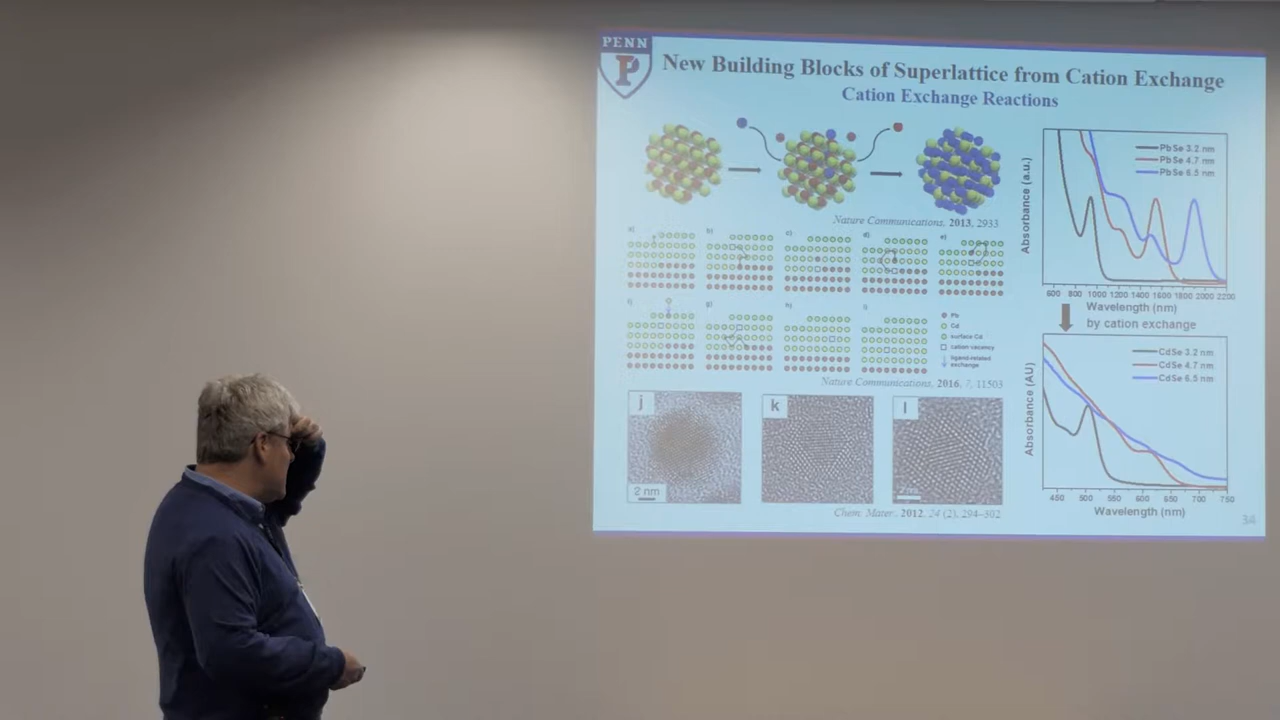 PENN
New Building Blocks of Superlattice from Cation Exchange
Cation Exchange Reactions
Nature Communications, 2013, 2933
a) b) c) d) e)
f) g) h) i)
Pb
Cd
surface Cd
cation vacancy
ligand-related
exchange
Nature Communications, 2016, 7, 11503
j k l
2 nm
Chem. Mater., 2012, 24 (2), 294–302
Absorbance (a.u.)
PbSe 3.2 nm
PbSe 4.7 nm
PbSe 6.5 nm
600 800 1000 1200 1400 1600 1800 2000 2200
Wavelength (nm)
by cation exchange
Absorbance (AU)
CdSe 3.2 nm
CdSe 4.7 nm
CdSe 6.5 nm
450 500 550 600 650 700 750
Wavelength (nm)
34